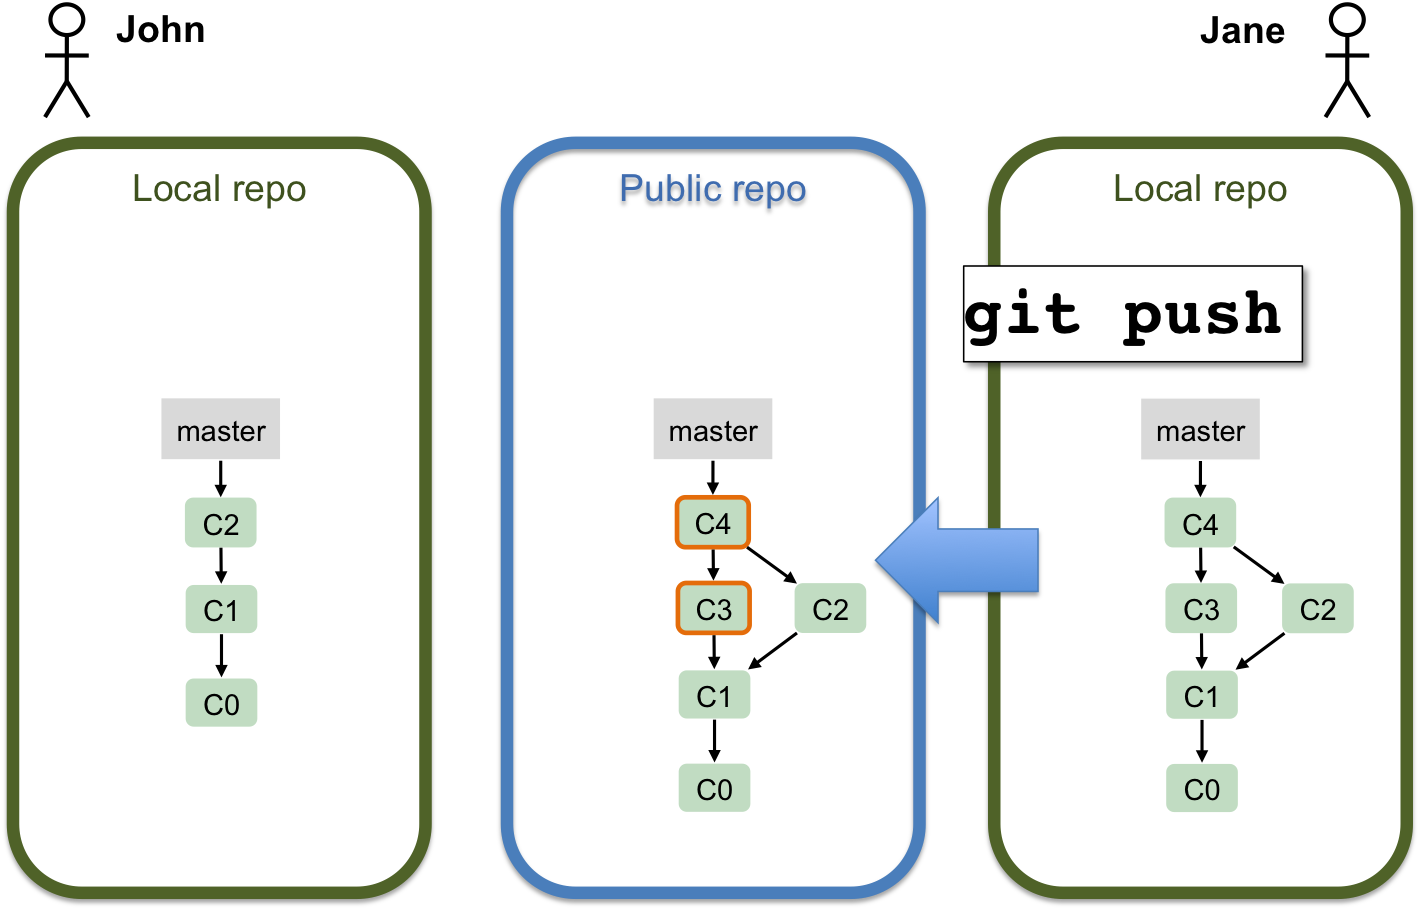 John
Jane
Local repo
Public repo
Local repo
git push
master
C2
C1
C0
master
C4
C3
C2
C1
C0
master
C4
C3
C2
C1
C0